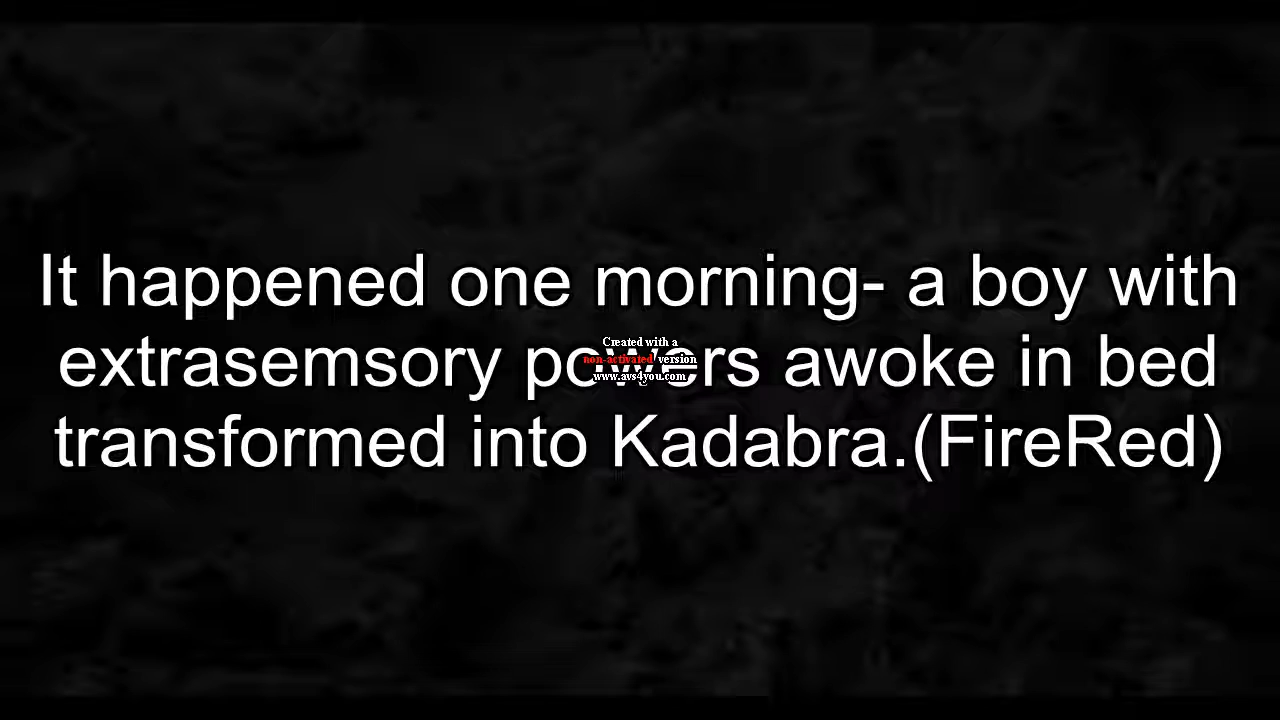 It happened one morning- a boy with
extrasemsory powers awoke in bed
transformed into Kadabra.(FireRed)
Created with a
non-activated version
www.avs4you.com